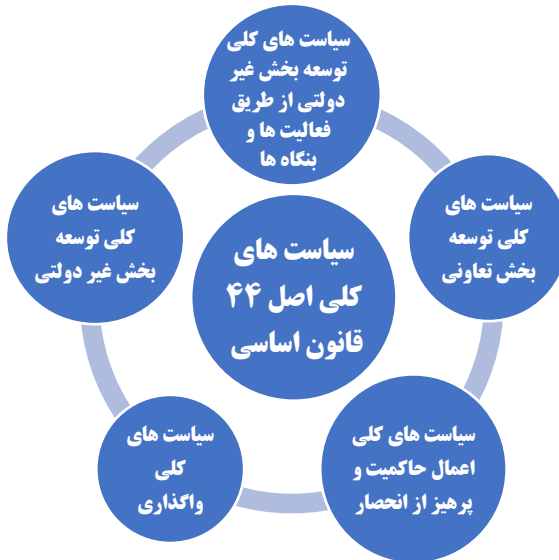 سیاست های کلی
توسعه بخش غیر
دولتی از طریق
فعالیت ها و
بنگاه ها
سیاست های
کلی توسعه
بخش تعاونی
سیاست های کلی
اعمال حاکمیت و
پرهیز از انحصار
سیاست های
کلی
واگذاری
سیاست های
کلی توسعه
بخش غیر دولتی
سیاست های
کلی اصل ۴۴
قانون اساسی